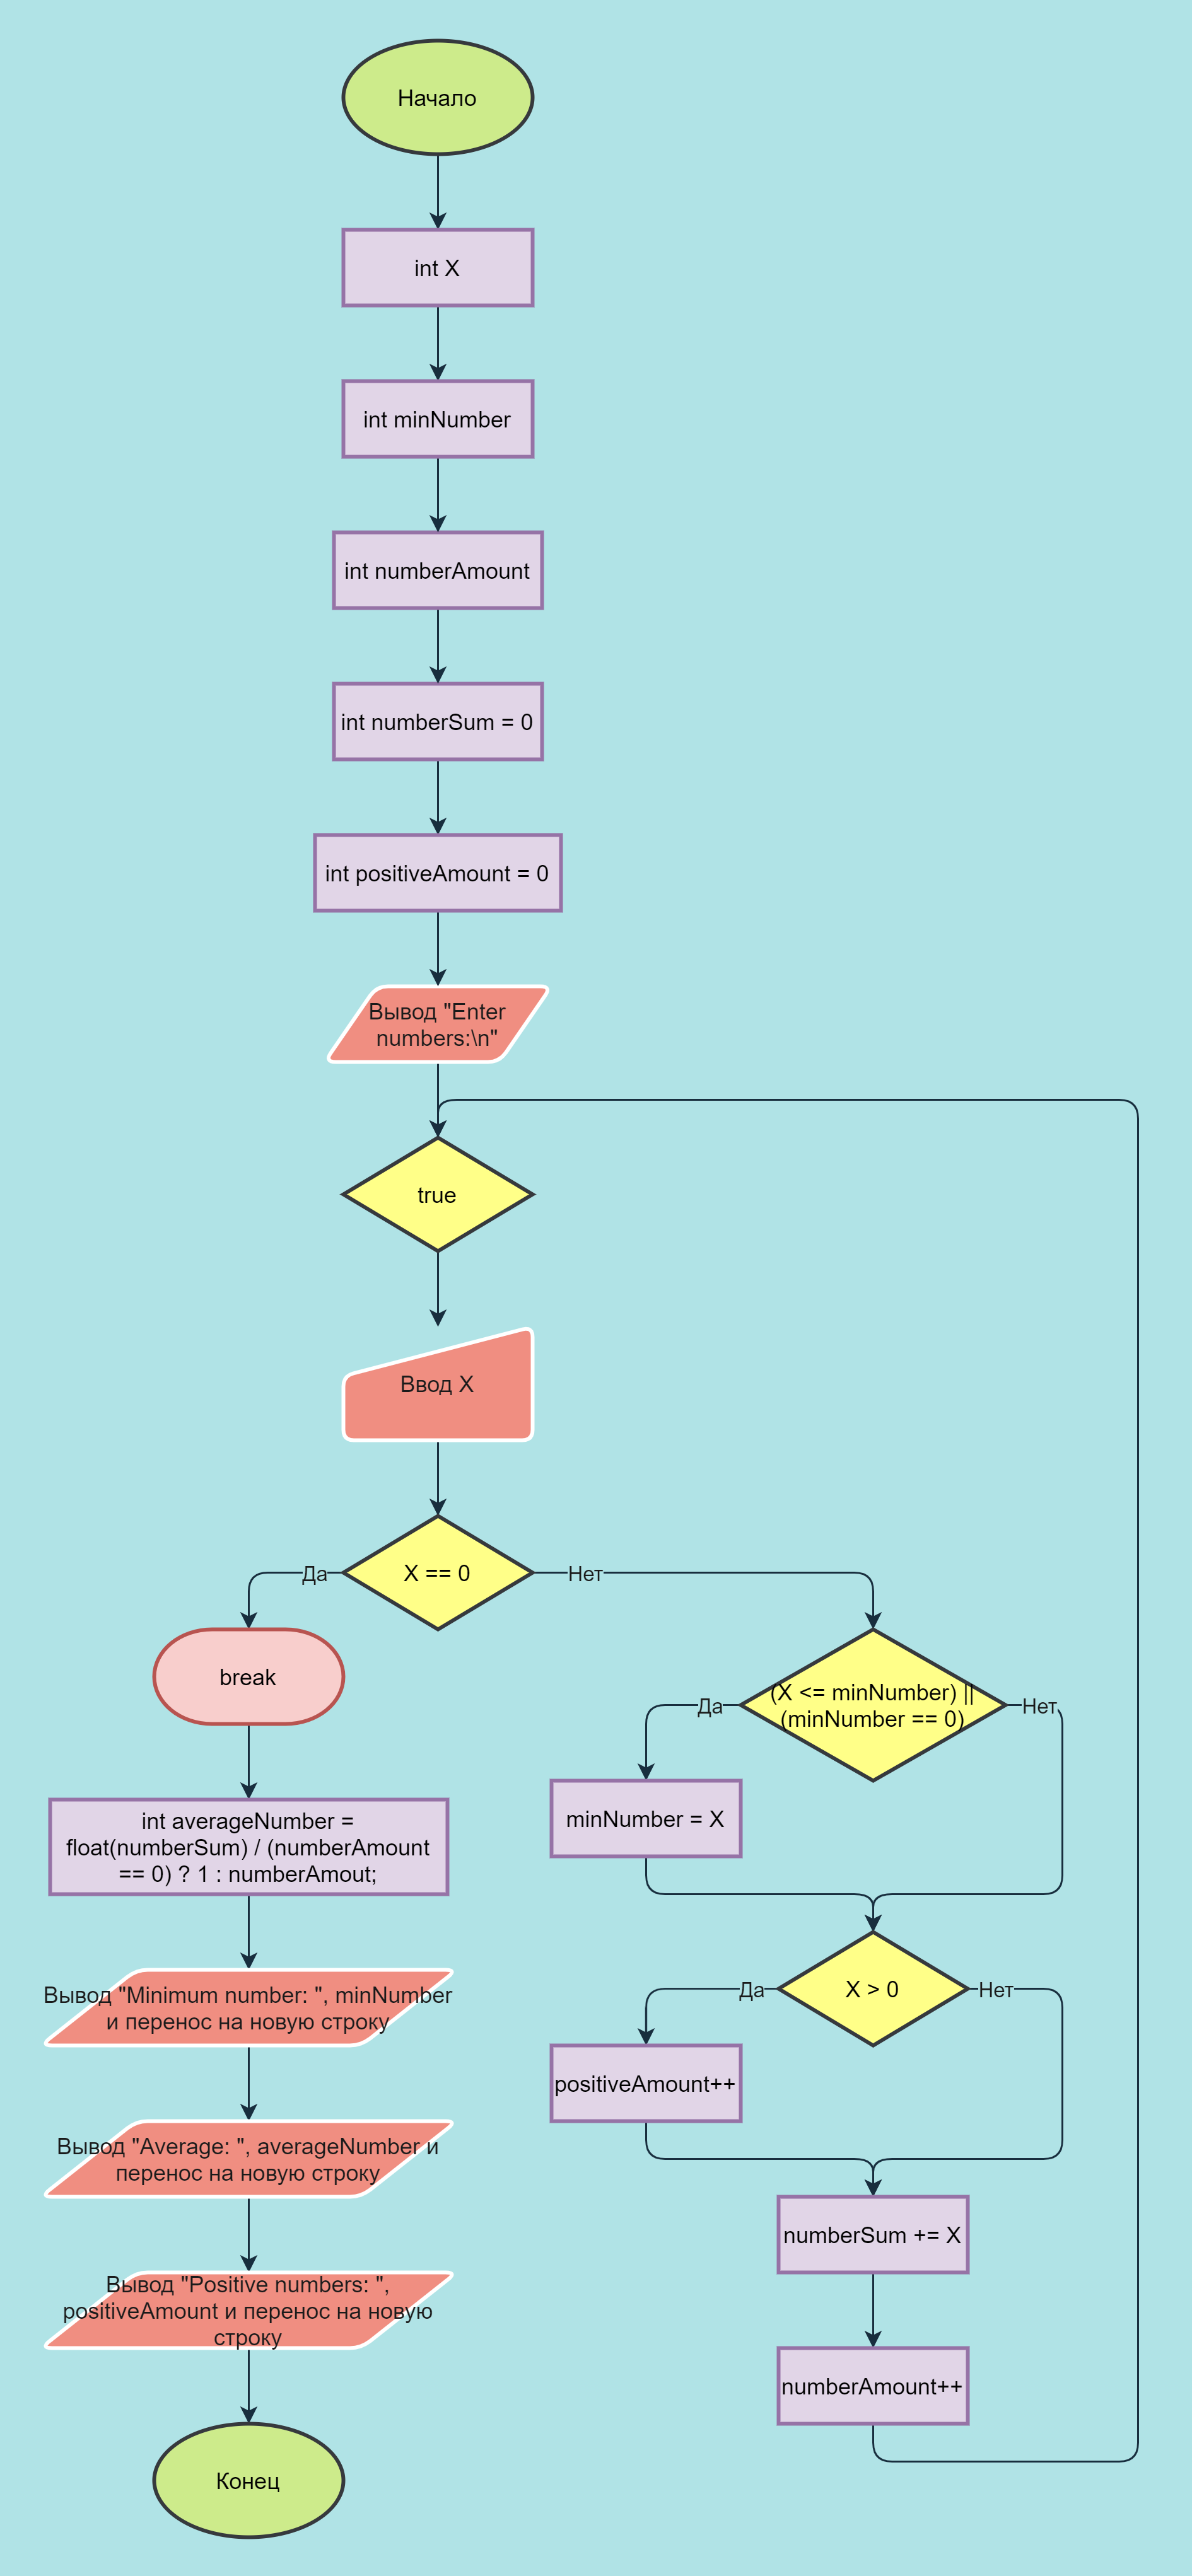 Начало
int X
int minNumber
int numberAmount
int numberSum = 0
int positiveAmount = 0
Вывод "Enter
numbers:\n"
true
Ввод X
X == 0
Да
Нет
break
(X <= minNumber) ||
(minNumber == 0)
Да
Нет
minNumber = X
int averageNumber =
float(numberSum) / (numberAmount
== 0) ? 1 : numberAmout;
X > 0
Да
Нет
Вывод "Minimum number: ", minNumber
и перенос на новую строку
positiveAmount++
Вывод "Average: ", averageNumber и
перенос на новую строку
numberSum += X
Вывод "Positive numbers: ",
positiveAmount и перенос на новую
строку
numberAmount++
Конец